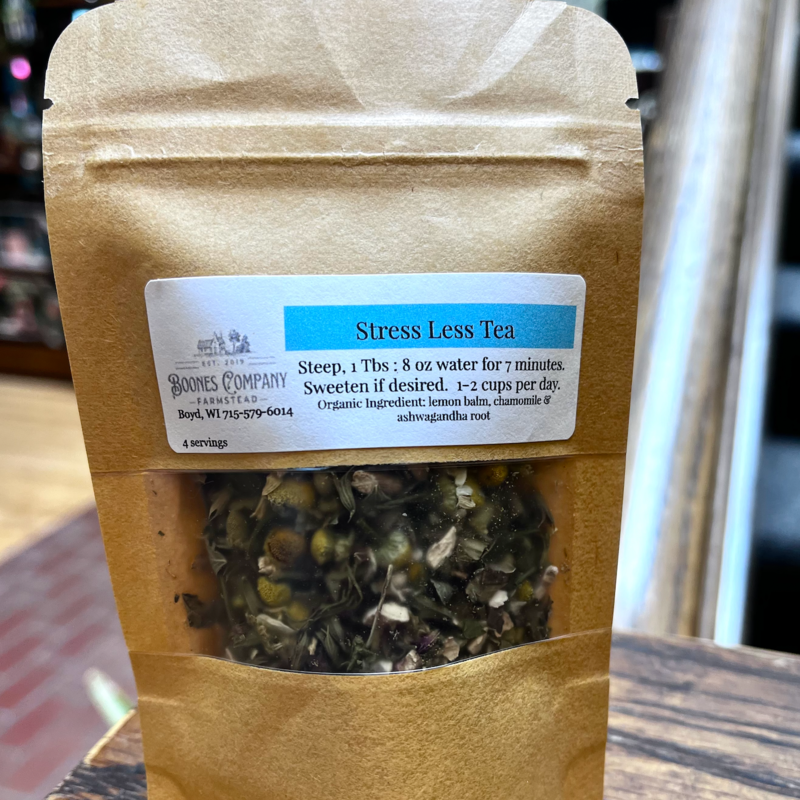 Stress Less Tea
EST. 2019
BOONES COMPANY
FARMSTEAD
Boyd, WI 715-579-6014
4 servings
Steep, 1 Tbs : 8 oz water for 7 minutes.
Sweeten if desired. 1-2 cups per day.
Organic Ingredient: lemon balm, chamomile &
ashwagandha root